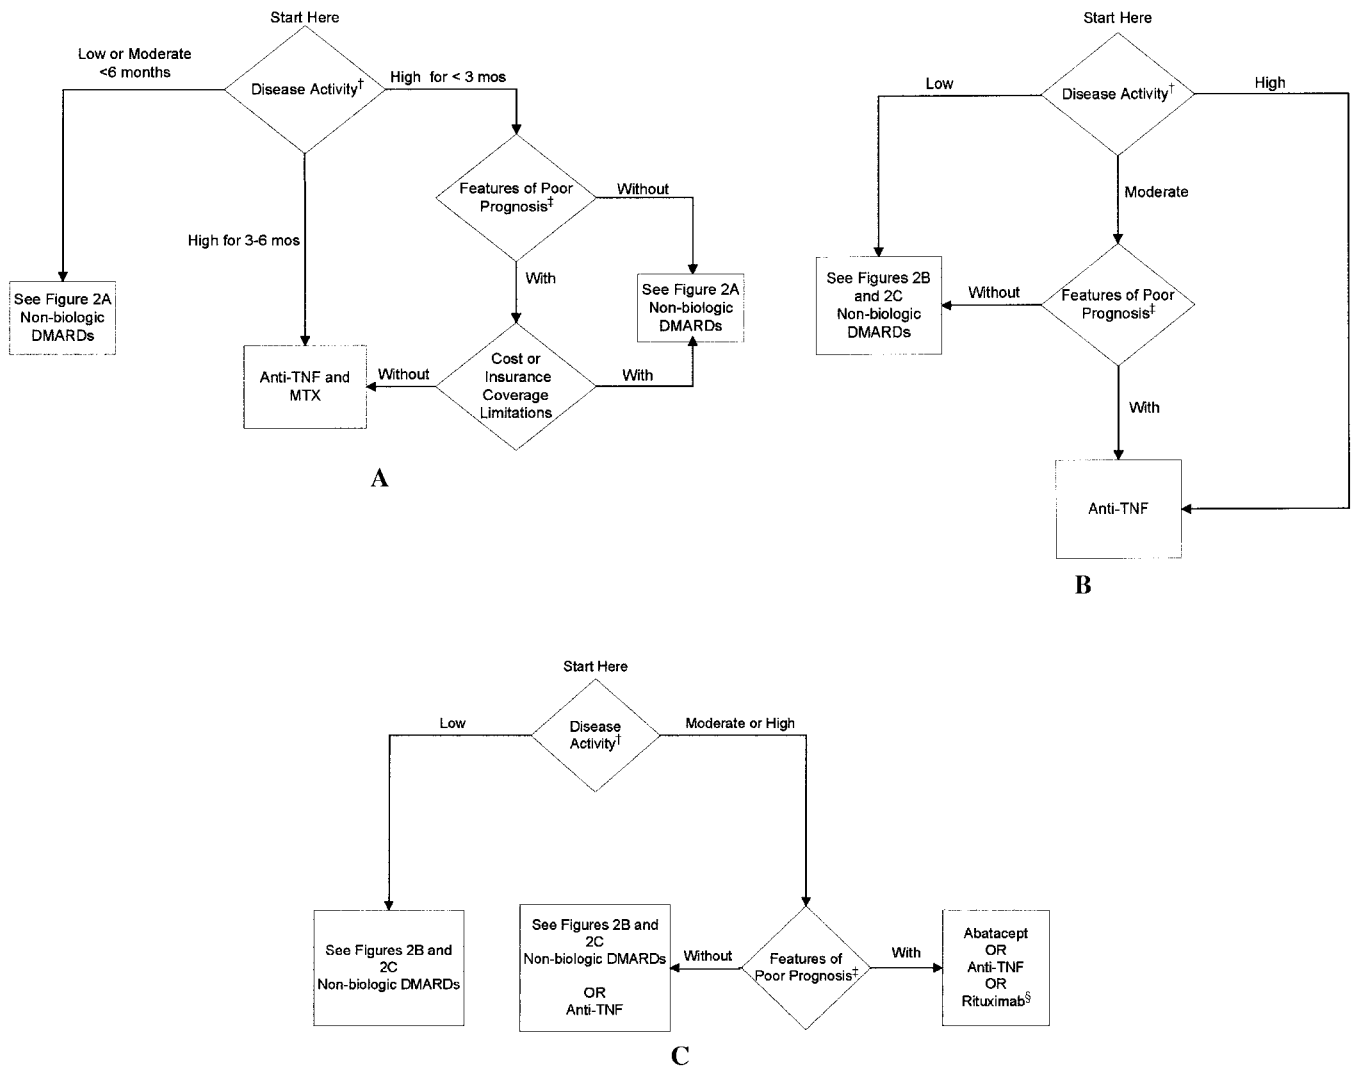 Start Here
Low or Moderate
<6 months
Disease Activity†
High for < 3 mos
Features of Poor
Prognosis‡
Without
High for 3-6 mos
With
See Figure 2A
Non-biologic
DMARDs
See Figure 2A
Non-biologic
DMARDs
Anti-TNF and
MTX
Without
Cost or
Insurance
Coverage
Limitations
With
A
Start Here
Low
Disease Activity†
High
Moderate
See Figures 2B
and 2C
Non-biologic
DMARDs
Without
Features of Poor
Prognosis‡
With
Anti-TNF
B
Start Here
Low
Disease
Activity†
Moderate or High
See Figures 2B and
2C
Non-biologic DMARDs
See Figures 2B and
2C
Non-biologic DMARDs
OR
Anti-TNF
Without
Features of
Poor Prognosis‡
With
Abatacept
OR
Anti-TNF
OR
Rituximab§
C